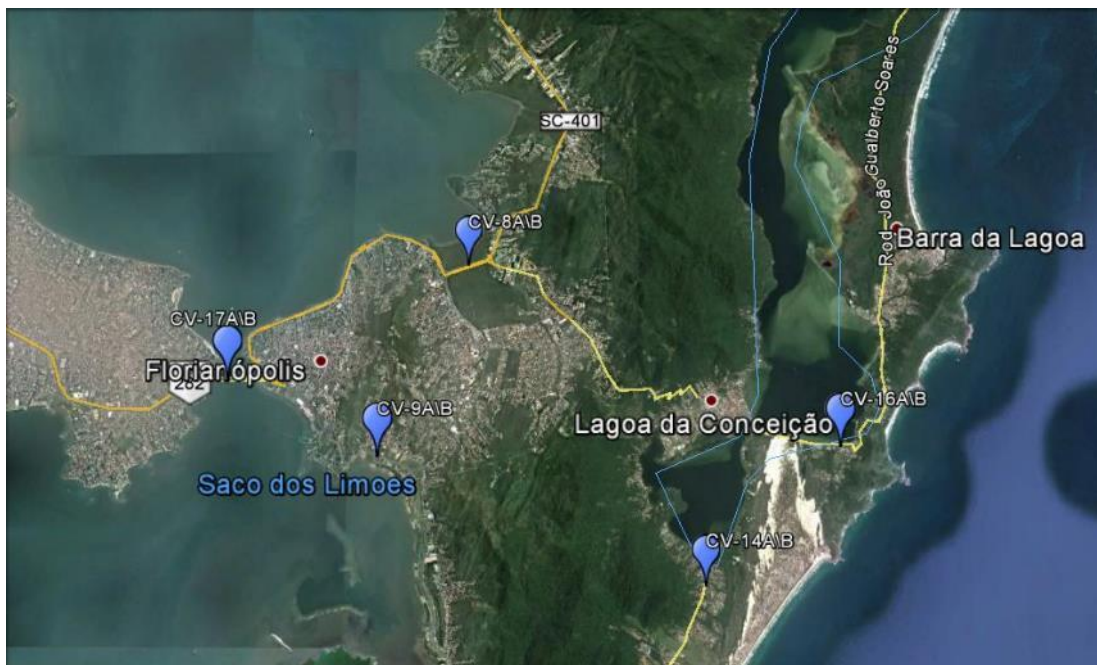 SC-401
Rod. João Gualberto Soares
CV-8A\B
Barra da Lagoa
CV-17A\B
Florianópolis
282
CV-9A\B
CV-16A\B
Lagoa da Conceição
Saco dos Limoes
CV-14A\B